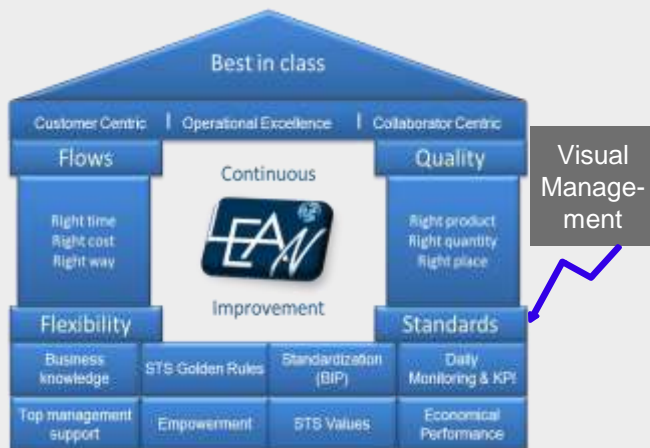 Best in class
Customer Centric | Operational Excellence | Collaborator Centric
Flows
Right time
Right cost
Right way
Flexibility
Continuous
LEAN
Improvement
Quality
Right product
Right quantity
Right place
Standards
Visual
Manage-
ment
Business
knowledge
STS Golden Rules
Standardization
(BIP)
Daily
Monitoring & KPI
Top management
support
Empowerment
STS Values
Economical
Performance